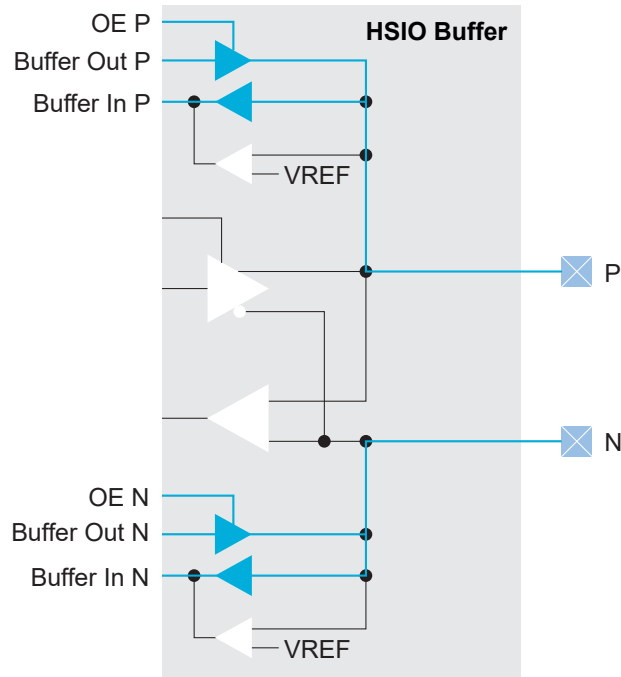 OE P
HSIO Buffer
Buffer Out P
Buffer In P
VREF
P
N
OE N
Buffer Out N
Buffer In N
VREF